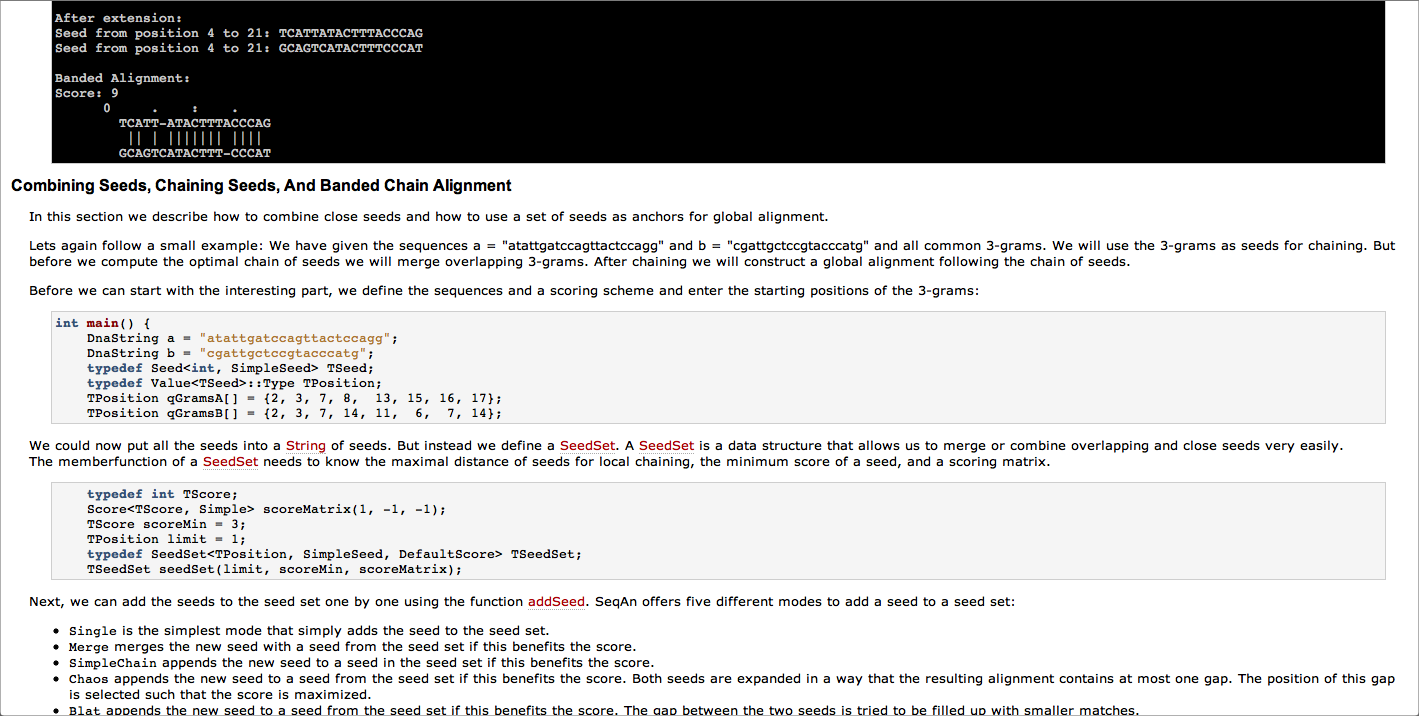 After extension:
Seed from position 4 to 21: TCATTATACTTTACCCAG
Seed from position 4 to 21: GCAGTCATACTTTCCCAT
Banded Alignment:
Score: 9
0     .    :    .
TCATT-ATACTTTACCCAG
|| | ||||||| ||||
GCAGTCATACTTT-CCCAT
Combining Seeds, Chaining Seeds, And Banded Chain Alignment
In this section we describe how to combine close seeds and how to use a set of seeds as anchors for global alignment.
Lets again follow a small example: We have given the sequences a = "atattgatccagttactccagg" and b = "cgattgctccgtacccatg" and all common 3-grams. We will use the 3-grams as seeds for chaining. But
before we compute the optimal chain of seeds we will merge overlapping 3-grams. After chaining we will construct a global alignment following the chain of seeds.
Before we can start with the interesting part, we define the sequences and a scoring scheme and enter the starting positions of the 3-grams:
int main() {
DnaString a = "atattgatccagttactccagg";
DnaString b = "cgattgctccgtacccatg";
typedef Seed<int, SimpleSeed> TSeed;
typedef Value<TSeed>::Type TPosition;
TPosition qGramsA[] = {2, 3, 7, 8,  13, 15, 16, 17};
TPosition qGramsB[] = {2, 3, 7, 14, 11,  6,  7, 14};
We could now put all the seeds into a String of seeds. But instead we define a SeedSet. A SeedSet is a data structure that allows us to merge or combine overlapping and close seeds very easily.
The memberfunction of a SeedSet needs to know the maximal distance of seeds for local chaining, the minimum score of a seed, and a scoring matrix.
typedef int TScore;
Score<TScore, Simple> scoreMatrix(1, -1, -1);
TScore scoreMin = 3;
TPosition limit = 1;
typedef SeedSet<TPosition, SimpleSeed, DefaultScore> TSeedSet;
TSeedSet seedSet(limit, scoreMin, scoreMatrix);
Next, we can add the seeds to the seed set one by one using the function addSeed. SeqAn offers five different modes to add a seed to a seed set:
• Single is the simplest mode that simply adds the seed to the seed set.
• Merge merges the new seed with a seed from the seed set if this benefits the score.
• SimpleChain appends the new seed to a seed in the seed set if this benefits the score.
• Chaos appends the new seed to a seed from the seed set if this benefits the score. Both seeds are expanded in a way that the resulting alignment contains at most one gap. The position of this gap
is selected such that the score is maximized.
• Blat appends the new seed to a seed from the seed set if this benefits the score. The gap between the two seeds is tried to be filled up with smaller matches.